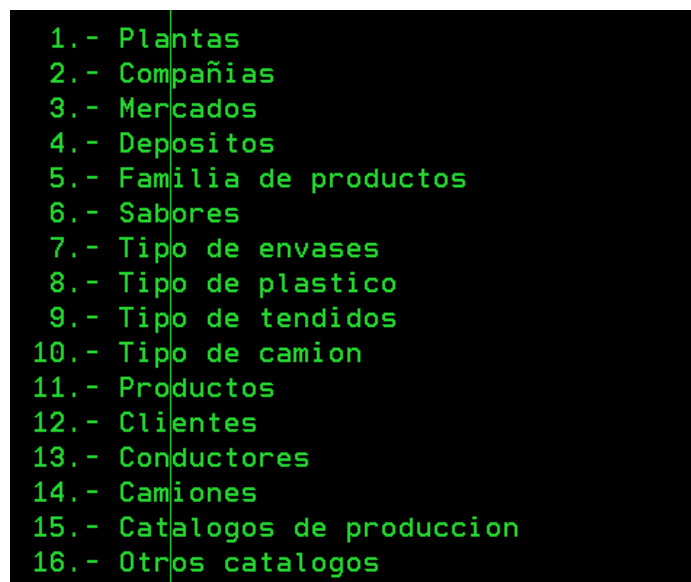 1.- Plantas
2.- Compañias
3.- Mercados
4.- Depositos
5.- Familia de productos
6.- Sabores
7.- Tipo de envases
8.- Tipo de plastico
9.- Tipo de tendidos
10.- Tipo de camion
11.- Productos
12.- Clientes
13.- Conductores
14.- Camiones
15.- Catalogos de produccion
16.- Otros catalogos